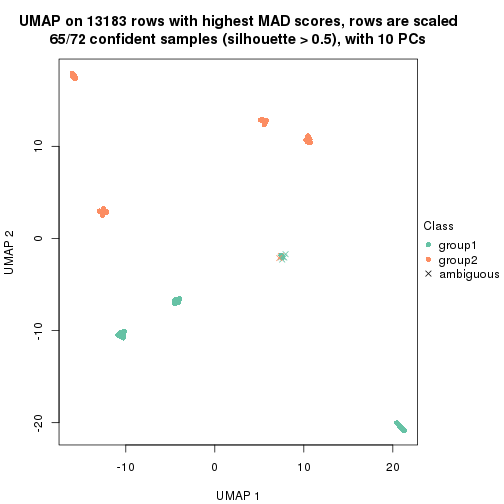 UMAP on 13183 rows with highest MAD scores, rows are scaled
65/72 confident samples (silhouette > 0.5), with 10 PCs
10
0
-10
-20
UMAP 2
-10
0
10
20
UMAP 1
Class
group1
group2
ambiguous